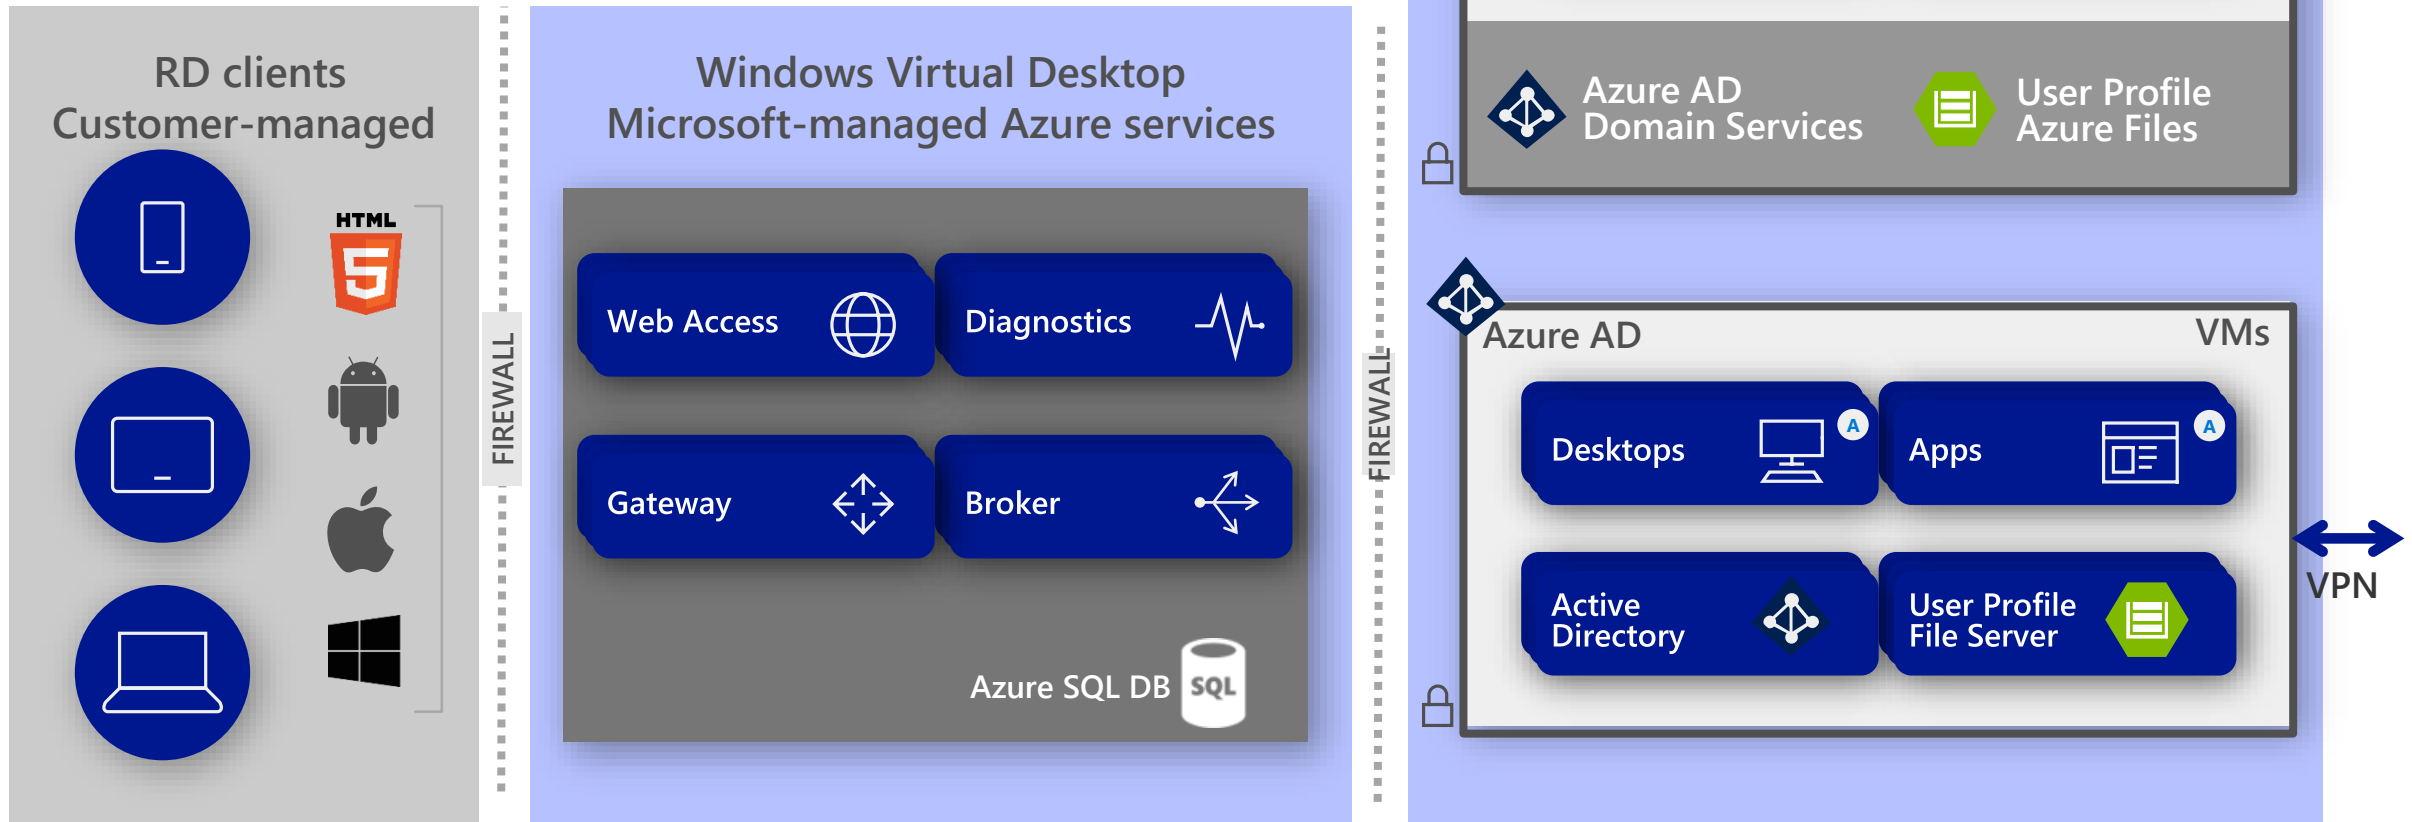 RD clients
Customer-managed
HTML
5
FIREWALL
Windows Virtual Desktop
Microsoft-managed Azure services
Web Access
Diagnostics
Gateway
Broker
Azure SQL DB
SQL
FIREWALL
Azure AD
Domain Services
User Profile
Azure Files
Azure AD
VMs
Desktops
A
Apps
A
Active
Directory
User Profile
File Server
VPN